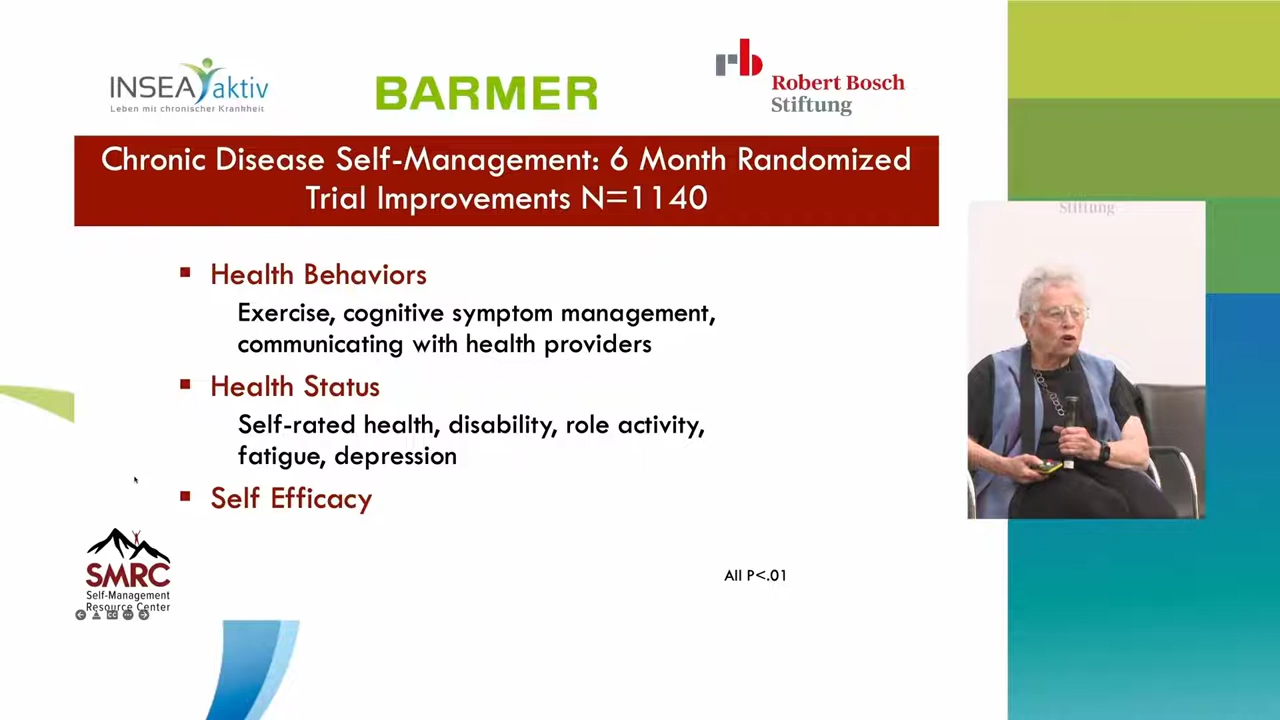 INSEA aktiv
Leben mit chronischer Krankheit
BARMER
rb
Robert Bosch
Stiftung
Chronic Disease Self-Management: 6 Month Randomized
Trial Improvements N=1140
Health Behaviors
Exercise, cognitive symptom management,
communicating with health providers
Health Status
Self-rated health, disability, role activity,
fatigue, depression
Self Efficacy
All P<.01
SMRC
Self-Management
Resource Center
CC
Stiftung